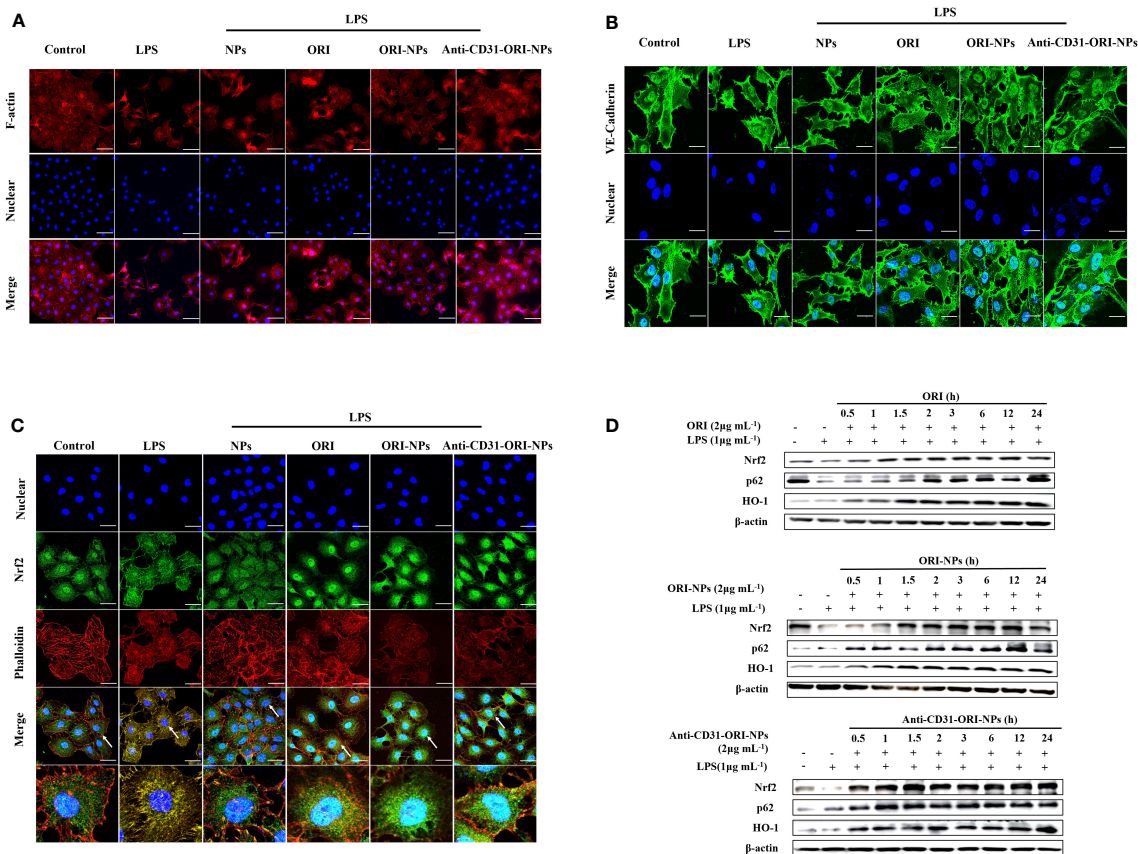 A
LPS
Control LPS NPs ORI ORI-NPs Anti-CD31-ORI-NPs
F-actin
Nuclear
Merge
B
LPS
Control LPS NPs ORI ORI-NPs Anti-CD31-ORI-NPs
VE-Cadherin
Nuclear
Merge
C
LPS
Control LPS NPs ORI ORI-NPs Anti-CD31-ORI-NPs
Nuclear
Nrf2
Phalloidin
Merge
D
ORI (h)
0.5 1 1.5 2 3 6 12 24
ORI (2μg mL⁻¹) - - + + + + + + + +
LPS (1μg mL⁻¹) - + + + + + + + + +
Nrf2
p62
HO-1
β-actin
ORI-NPs (h)
0.5 1 1.5 2 3 6 12 24
ORI-NPs (2μg mL⁻¹) - - + + + + + + + +
LPS (1μg mL⁻¹) - + + + + + + + + +
Nrf2
p62
HO-1
β-actin
Anti-CD31-ORI-NPs (h)
Anti-CD31-ORI-NPs 0.5 1 1.5 2 3 6 12 24
(2μg mL⁻¹) - - + + + + + + + +
LPS(1μg mL⁻¹) - + + + + + + + + +
Nrf2
p62
HO-1
β-actin